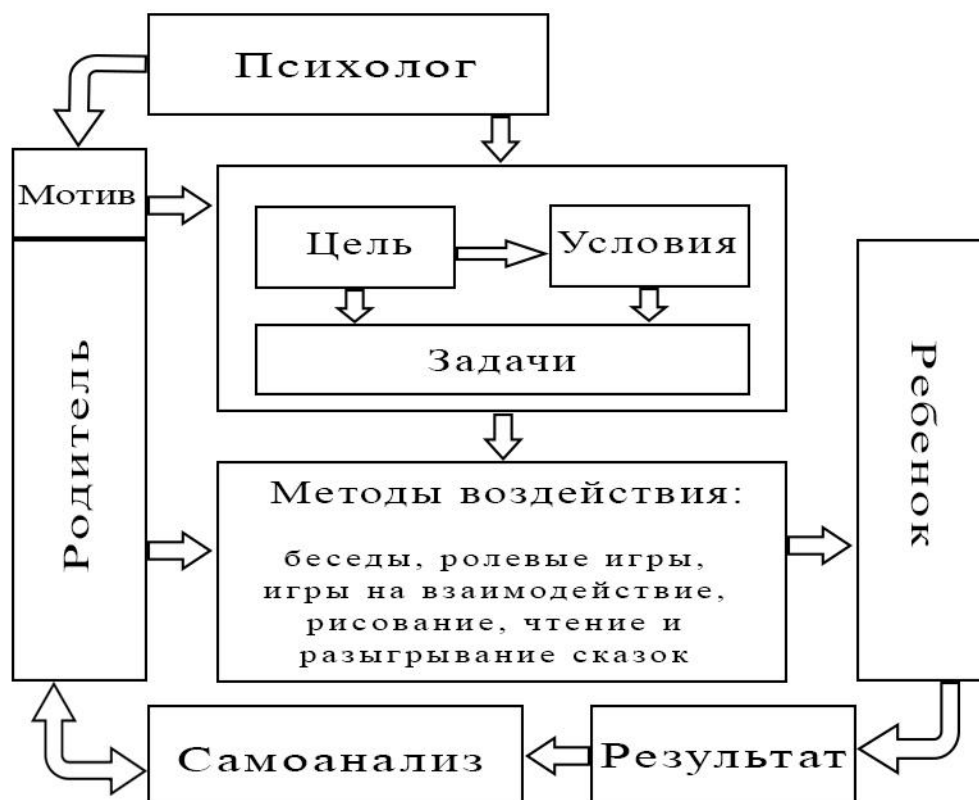 Психолог
Мотив
Цель
Условия
Задачи
Родитель
Ребенок
Методы воздействия:
беседы, ролевые игры,
игры на взаимодействие,
рисование, чтение и
разыгрывание сказок
Самоанализ
Результат